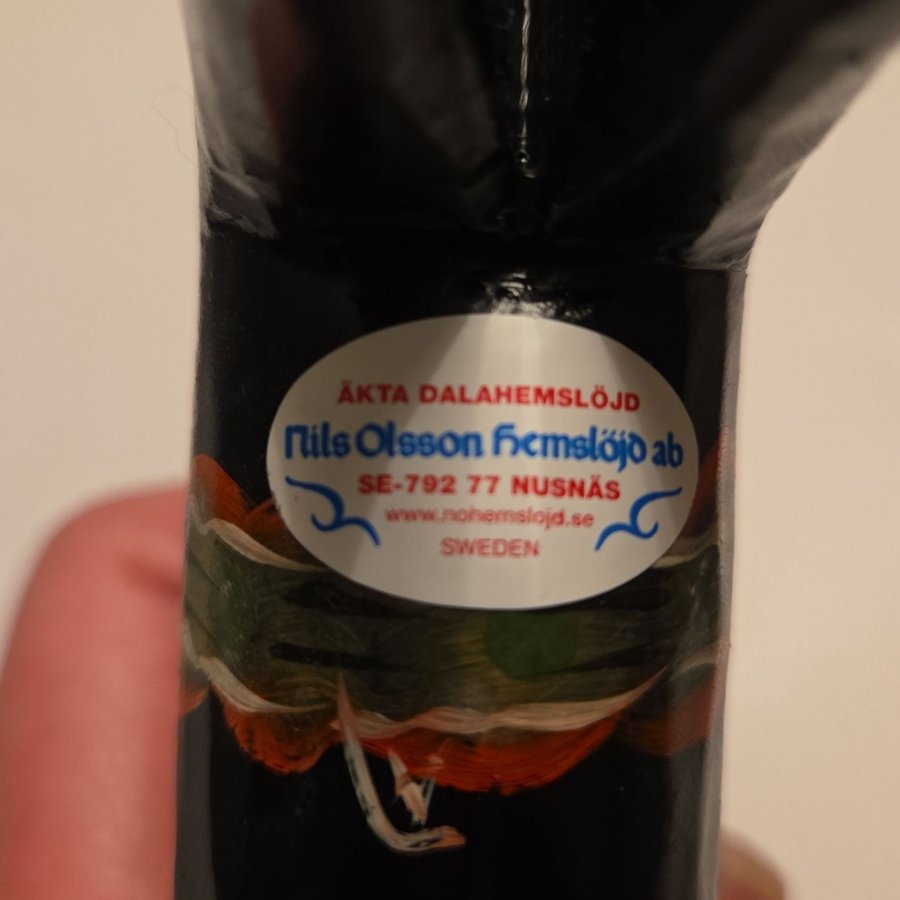 ÄKTA DALAHEMSLÖJD
Nils Olsson Hemslöjd ab
SE-792 77 NUSNÄS
www.nohemslojd.se
SWEDEN